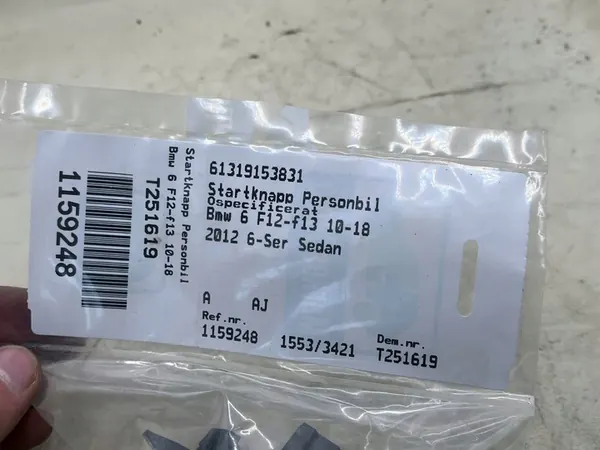 61319153831
Startknapp Personbil
Ospecificerat
Bmw 6 F12-f13 10-18
2012 6-Ser Sedan
A AJ
Ref.nr. Dem.nr.
1159248 1553/3421 T251619
Startknapp Personbil
Bmw 6 F12-f13 10-18
T251619
1159248